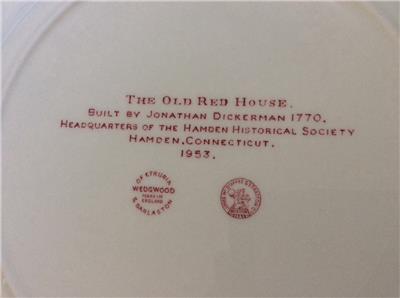 THE OLD RED HOUSE.
BUILT BY JONATHAN DICKERMAN 1770.
HEADQUARTERS OF THE HAMDEN HISTORICAL SOCIETY
HAMDEN, CONNECTICUT.
1953.
OF ETRURIA
WEDGWOOD
MADE IN
ENGLAND
& BARLASTON